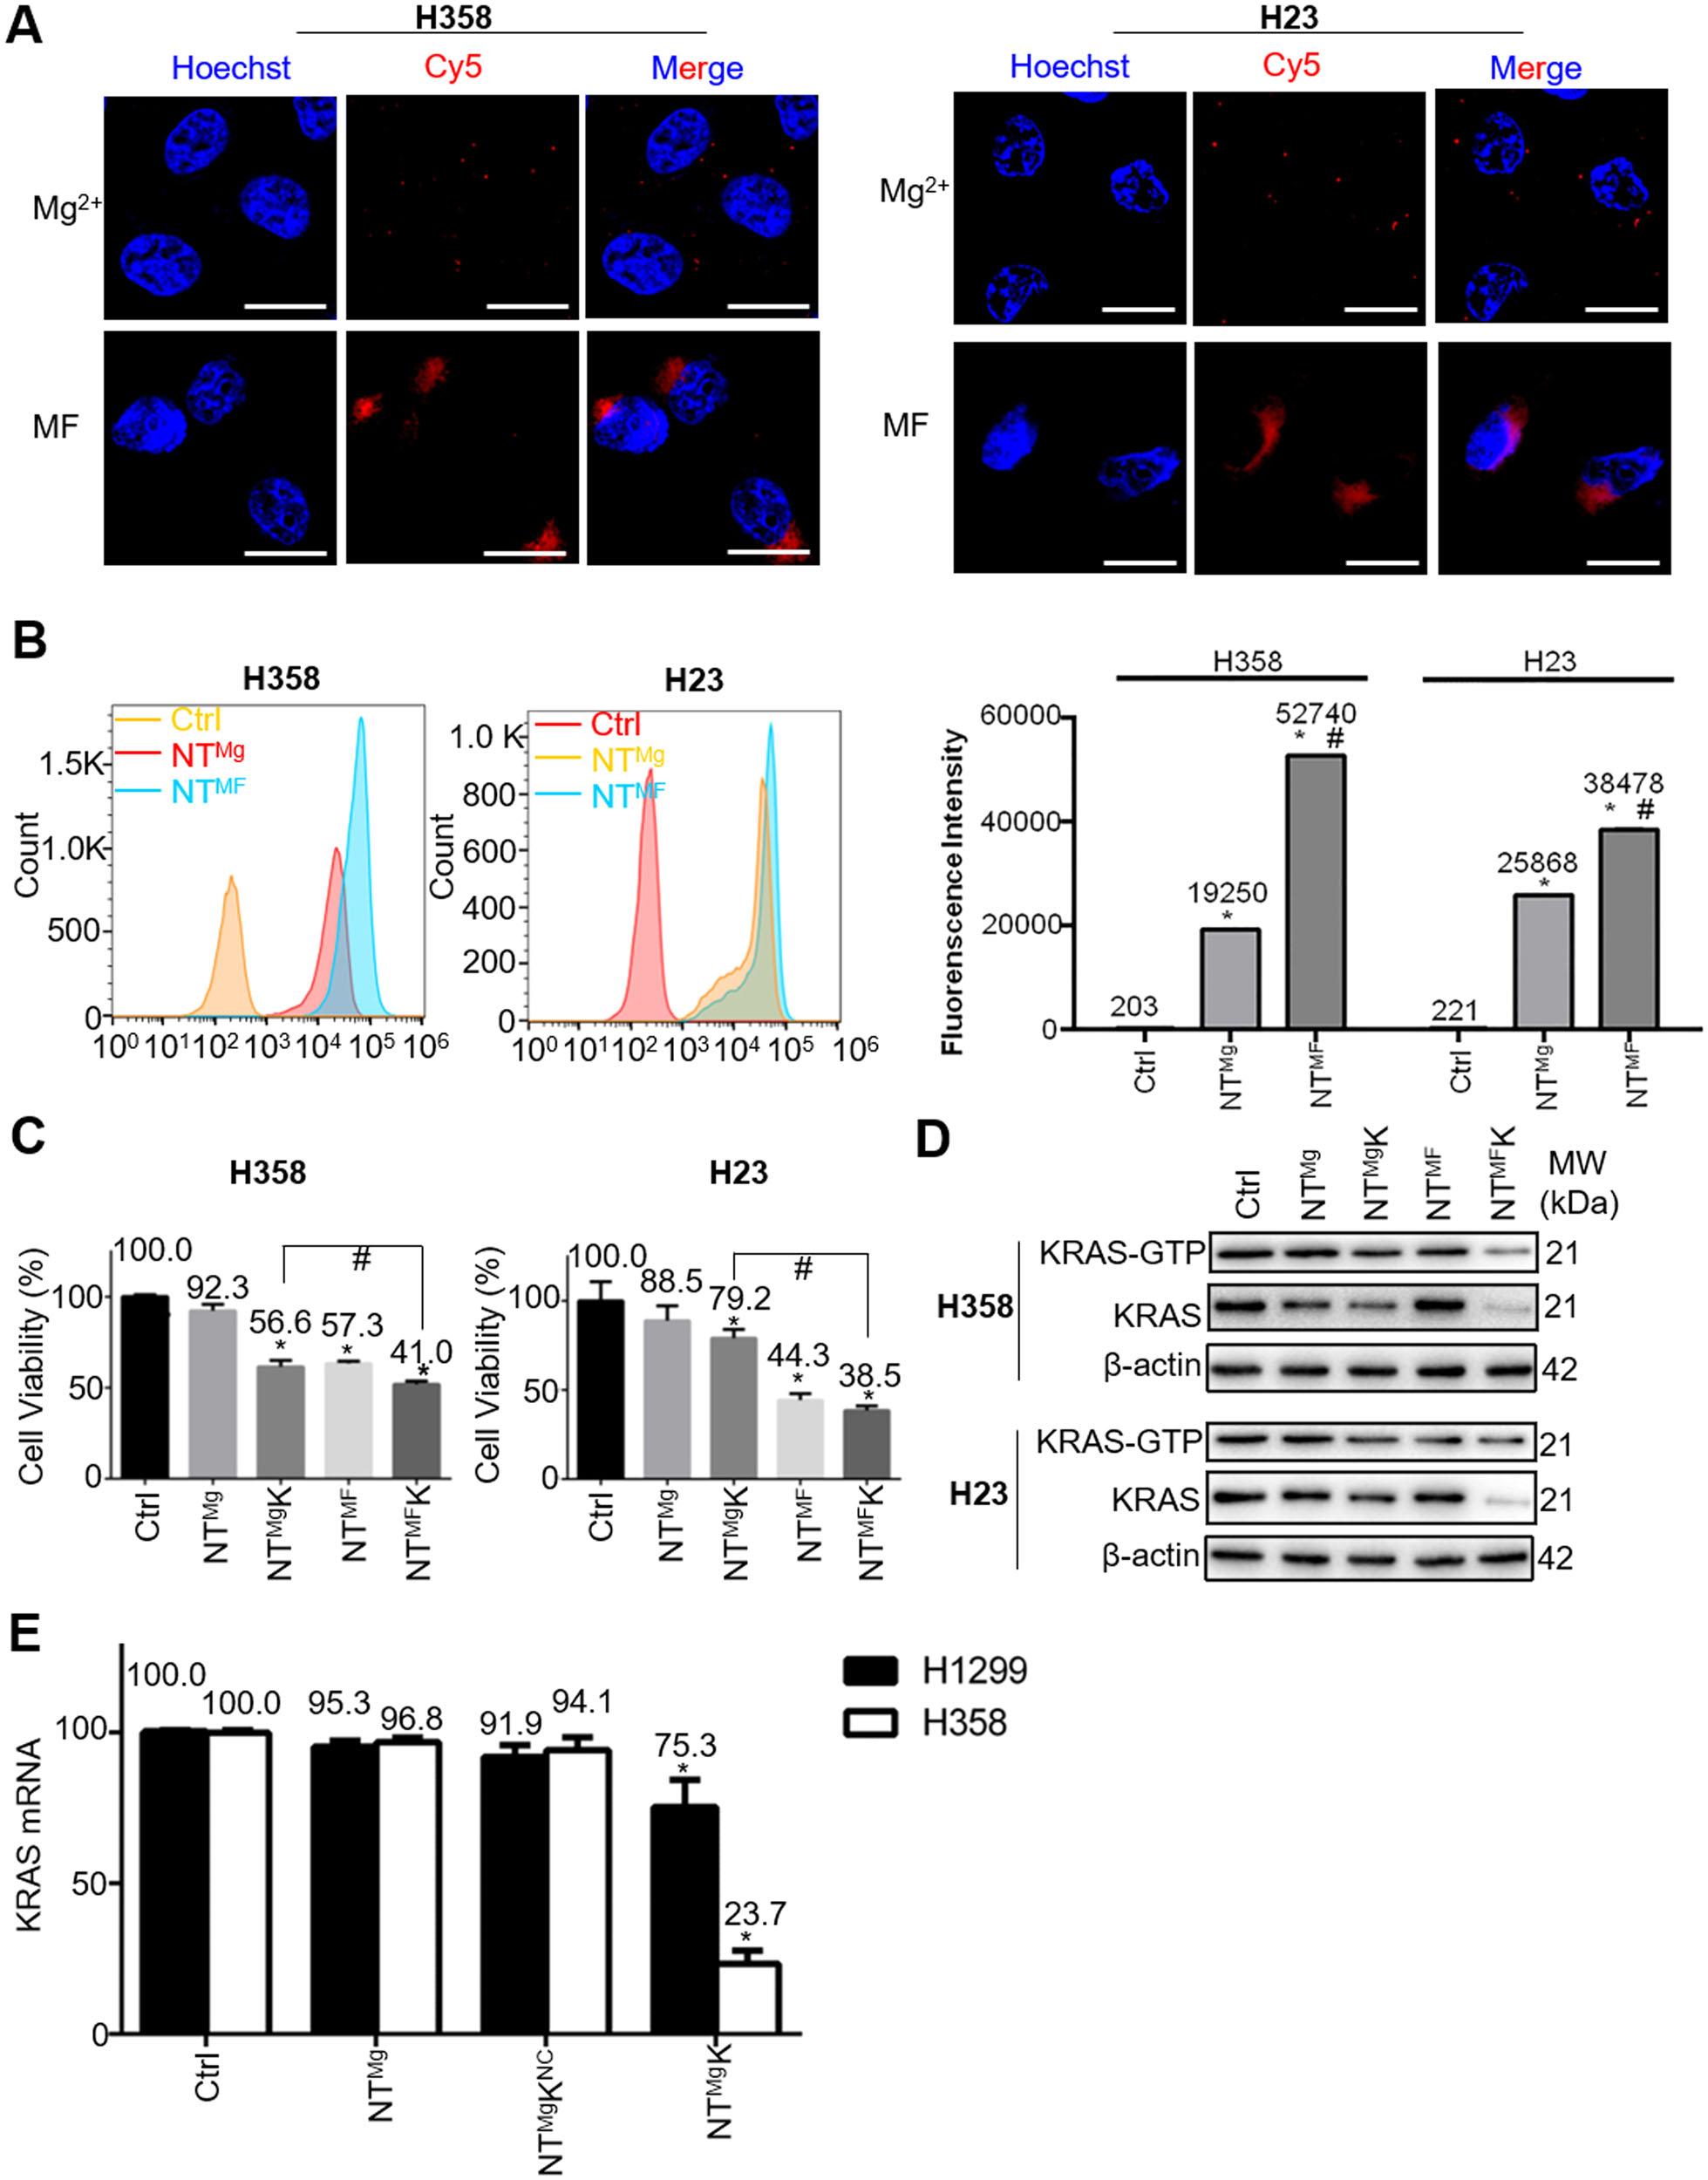 A
H358
H23
Hoechst Cy5 Merge
Hoechst Cy5 Merge
Mg²⁺
Mg²⁺
MF
MF
B
H358
Ctrl
NTᴹᵍ
NTᴹᶠ
Count
1.5K
1.0K
500
0
10⁰ 10¹ 10² 10³ 10⁴ 10⁵ 10⁶
H23
Ctrl
NTᴹᵍ
NTᴹᶠ
Count
1.0 K
800
600
400
200
0
10⁰ 10¹ 10² 10³ 10⁴ 10⁵ 10⁶
H358 H23
Fluorenscence Intensity
60000
40000
20000
0
203
19250
*
52740
* #
221
25868
*
38478
* #
Ctrl NTᴹᵍ NTᴹᶠ Ctrl NTᴹᵍ NTᴹᶠ
C
H358
Cell Viability (%)
100
50
0
100.0
92.3
56.6
*
57.3
*
41.0
*
#
Ctrl NTᴹᵍ NTᴹᵍK NTᴹᶠ NTᴹᶠK
H23
Cell Viability (%)
100
50
0
100.0
88.5
79.2
*
44.3
*
38.5
*
#
Ctrl NTᴹᵍ NTᴹᵍK NTᴹᶠ NTᴹᶠK
D
Ctrl NTᴹᵍ NTᴹᵍK NTᴹᶠ NTᴹᶠK
MW
(kDa)
H358
KRAS-GTP 21
KRAS 21
β-actin 42
H23
KRAS-GTP 21
KRAS 21
β-actin 42
E
KRAS mRNA
100
50
0
100.0
100.0
95.3
96.8
91.9
94.1
75.3
*
23.7
*
Ctrl NTᴹᵍ NTᴹᵍKᴺᶜ NTᴹᵍK
H1299
H358